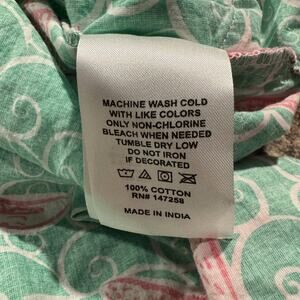 MACHINE WASH COLD
WITH LIKE COLORS
ONLY NON-CHLORINE
BLEACH WHEN NEEDED
TUMBLE DRY LOW
DO NOT IRON
IF DECORATED
100% COTTON
RN# 147258
MADE IN INDIA